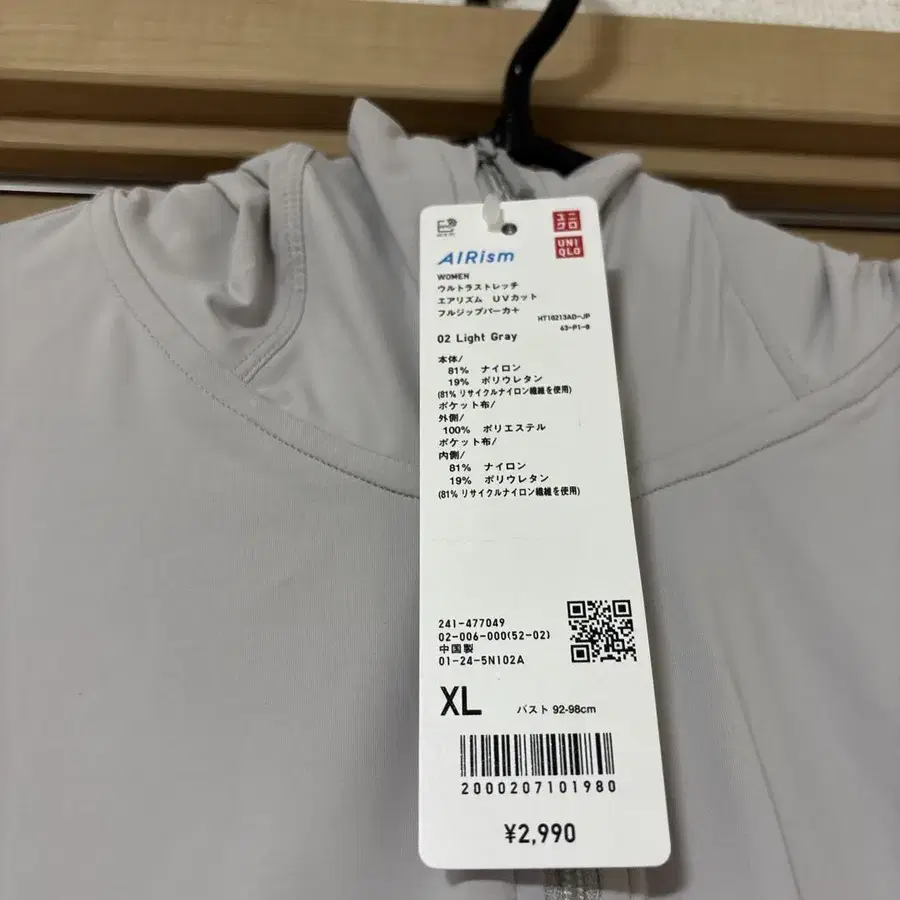 ユニ
クロ
UNI
QLO
AIRism
WOMEN
ウルトラストレッチ
エアリズム UVカット
フルジップパーカ+
HT10213AD-JP
63-P1-8
02 Light Gray
本体/
81% ナイロン
19% ポリウレタン
(81% リサイクルナイロン繊維を使用)
ポケット布/
外側/
100% ポリエステル
ポケット布/
内側/
81% ナイロン
19% ポリウレタン
(81% リサイクルナイロン繊維を使用)
241-477049
02-006-000(52-02)
中国製
01-24-5N102A
XL バスト 92-98cm
2000207101980
¥2,990